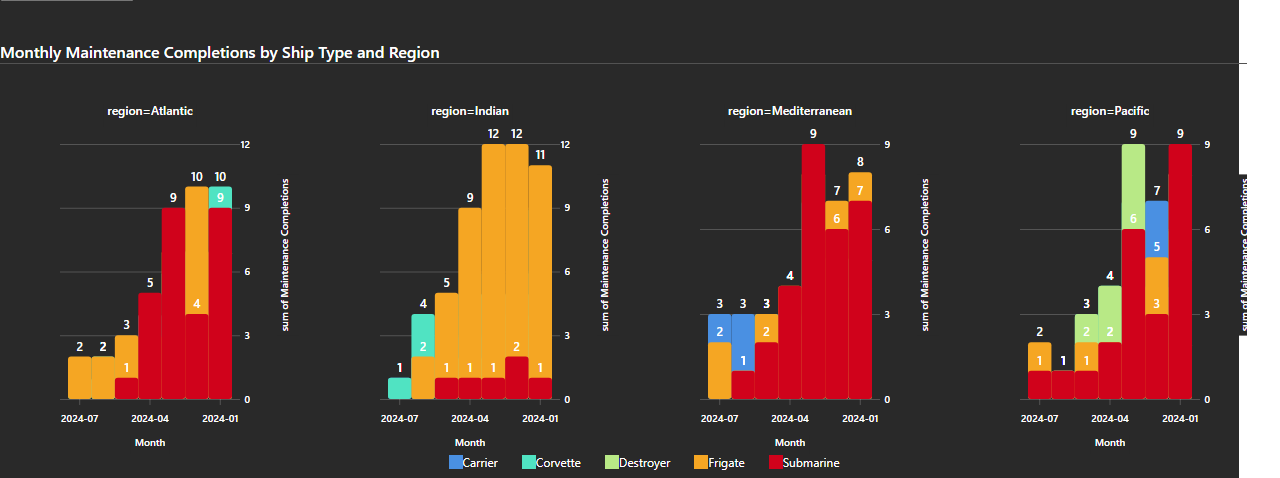 Monthly Maintenance Completions by Ship Type and Region
region=Atlantic
12
9
6
3
0
10 10
9
9
5
4
3
2 2
1
2024-07 2024-04 2024-01
Month
sum of Maintenance Completions
region=Indian
12
9
6
3
0
12 12
11
9
5
4
2
2
1 1 1 1 1
2024-07 2024-04 2024-01
Month
sum of Maintenance Completions
region=Mediterranean
9
6
3
0
9
8
7
7
6
4
3 3 3
2 2
1
2024-07 2024-04 2024-01
Month
sum of Maintenance Completions
region=Pacific
9
6
3
0
9 9
7
6
5
4
3
3
2
2 2
1 1 1
2024-07 2024-04 2024-01
Month
sum of Maintenance Completions
Carrier Corvette Destroyer Frigate Submarine